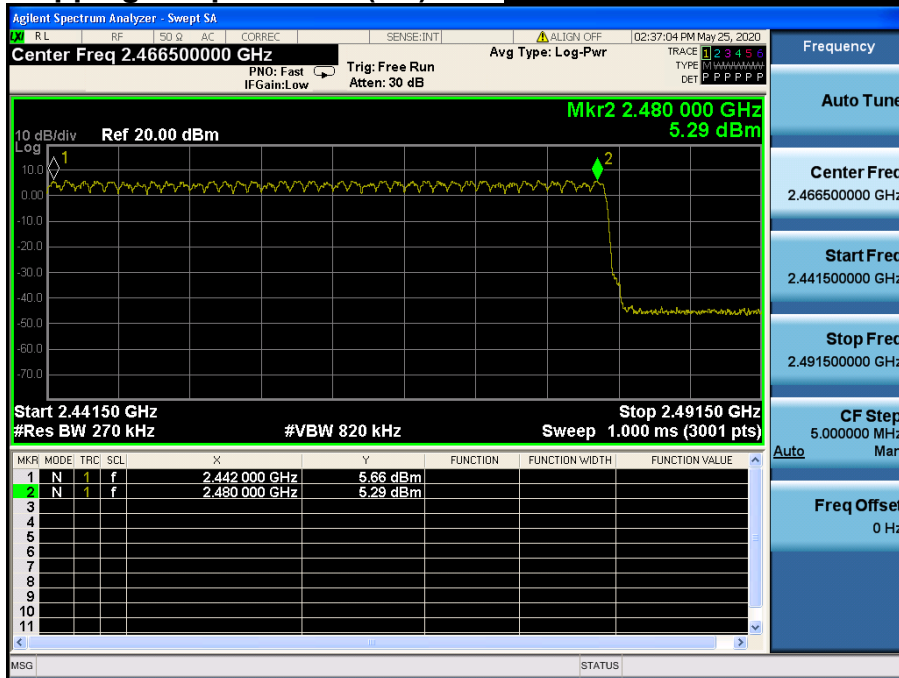 Agilent Spectrum Analyzer - Swept SA
LXI RL RF 50 Ω AC CORREC SENSE:INT ALIGN OFF 02:37:04 PM May 25, 2020
Center Freq 2.466500000 GHz
PNO: Fast
IFGain:Low
Trig: Free Run
Atten: 30 dB
Avg Type: Log-Pwr
TRACE 1 2 3 4 5 6
TYPE M WWWWW
DET P P P P P P
Mkr2 2.480 000 GHz
5.29 dBm
10 dB/div Ref 20.00 dBm
Log
1
2
10.0
0.00
-10.0
-20.0
-30.0
-40.0
-50.0
-60.0
-70.0
Start 2.44150 GHz Stop 2.49150 GHz
#Res BW 270 kHz #VBW 820 kHz Sweep 1.000 ms (3001 pts)
MKR MODE TRC SCL X Y FUNCTION FUNCTION WIDTH FUNCTION VALUE
1 N 1 f 2.442 000 GHz 5.66 dBm
2 N 1 f 2.480 000 GHz 5.29 dBm
3
4
5
6
7
8
9
10
11
MSG STATUS
Frequency
Auto Tune
Center Freq
2.466500000 GHz
Start Freq
2.441500000 GHz
Stop Freq
2.491500000 GHz
CF Step
5.000000 MHz
Auto Man
Freq Offset
0 Hz